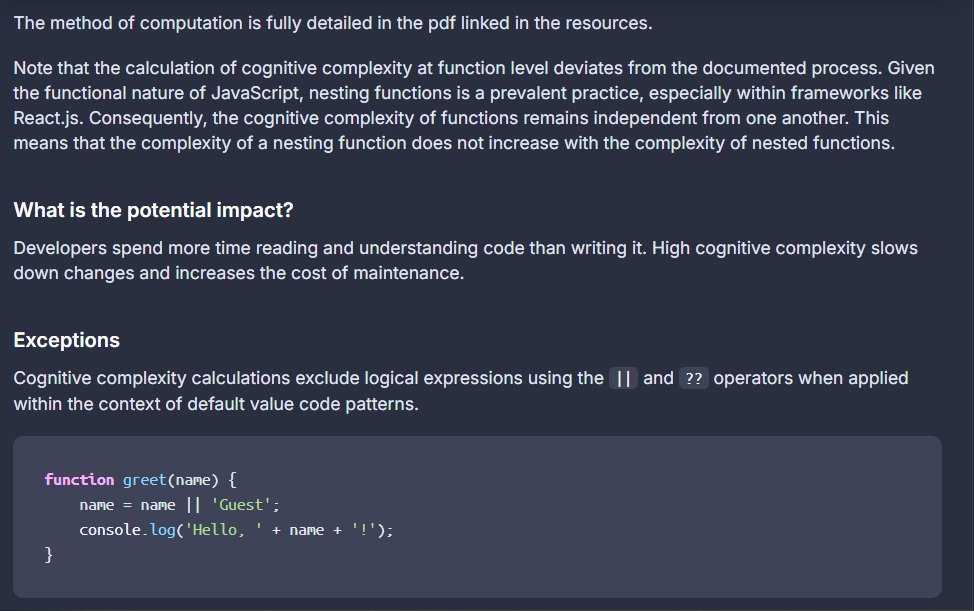 The method of computation is fully detailed in the pdf linked in the resources.
Note that the calculation of cognitive complexity at function level deviates from the documented process. Given
the functional nature of JavaScript, nesting functions is a prevalent practice, especially within frameworks like
React.js. Consequently, the cognitive complexity of functions remains independent from one another. This
means that the complexity of a nesting function does not increase with the complexity of nested functions.
What is the potential impact?
Developers spend more time reading and understanding code than writing it. High cognitive complexity slows
down changes and increases the cost of maintenance.
Exceptions
Cognitive complexity calculations exclude logical expressions using the || and ?? operators when applied
within the context of default value code patterns.
function greet(name) {
    name = name || 'Guest';
    console.log('Hello, ' + name + '!');
}